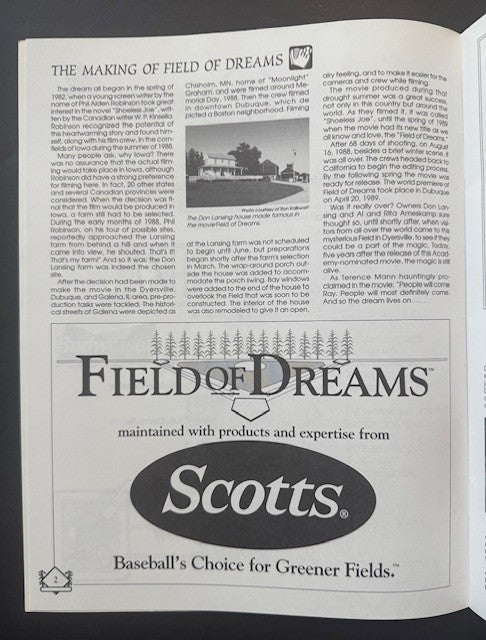 THE MAKING OF FIELD OF DREAMS
The dream all began in the spring of
1982, when a young screen writer by the
name of Phil Alden Robinson took great
interest in the novel "Shoeless Joe", writ-
ten by the Canadian writer W. P. Kinsella.
Robinson recognized the potential of
this heartwarming story and found him-
self, along with his film crew, in the corn-
fields of Iowa during the summer of 1988.
Many people ask, why Iowa? There
was no assurance that the actual film-
ing would take place in Iowa, although
Robinson did have a strong preference
for filming here. In fact, 20 other states
and several Canadian provinces were
considered. When the decision was fi-
nal that the film would be produced in
Iowa, a farm still had to be selected.
During the early months of 1988, Phil
Robinson, on his tour of possible sites,
reportedly approached the Lansing
farm from behind a hill and when it
came into view, he shouted, That's it!
That's my farm!" And so it was; the Don
Lansing farm was indeed the chosen
site.
After the decision had been made to
make the movie in the Dyersville,
Dubuque, and Galena, IL area, pre-pro-
duction tasks were tackled. The histori-
cal streets of Galena were depicted as
Chisholm, MN, home of "Moonlight"
Graham, and were filmed around Me-
morial Day, 1988. Then the crew filmed
in downtown Dubuque, which de
picted a Boston neighborhood. Filming
Photo courtesy of Ron Kallewart
The Don Lansing house made famous in
the movie Field of Dreams.
at the Lansing farm was not scheduled
to begin until June, but preparations
began shortly after the farm's selection
in March. The wrap-around porch out-
side the house was added to accom-
modate the porch swing. Bay windows
were added to the end of the house to
overlook the Field that was soon to be
constructed. The interior of the house
was also remodeled to give it an open,
airy feeling, and to make it easier for the
cameras and crew while filming.
The movie produced during that
drought summer was a great success,
not only in this country but around the
world. As they filmed it, it was called
"Shoeless Joe", until the spring of 1989
when the movie had its new title as we
all know and love, the "Field of Dreams."
After 68 days of shooting, on August
16, 1988, besides a brief winter scene, it
was all over. The crews headed back to
California to begin the editing process.
By the following spring the movie was
ready for release. The world premiere of
Field of Dreams took place in Dubuque
on April 20, 1989.
Was it really over? Owners Don Lan-
sing and Al and Rita Ameskamp sure
thought so, until shortly after, when visi-
tors from all over the world came to this
mysterious Field in Dyersville, to see if they
could be a part of the magic. Today,
five years after the release of this Acad-
emy-nominated movie, the magic is still
alive.
As Terence Mann hauntingly pro-
claimed in the movie: "People will come
Ray. People will most definitely come.
And so the dream lives on . . . .
FIELD OF DREAMS™
maintained with products and expertise from
Scotts®
Baseball's Choice for Greener Fields.™
2